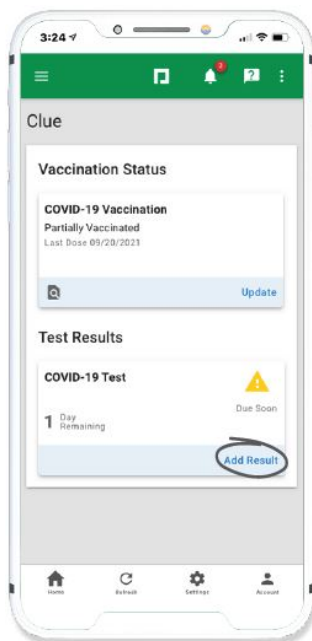 3:24
2
Clue
Vaccination Status
COVID-19 Vaccination
Partially Vaccinated
Last Dose 09/20/2021
Update
Test Results
COVID-19 Test
Due Soon
1 Day
Remaining
Add Result
Home
Refresh
Settings
Account